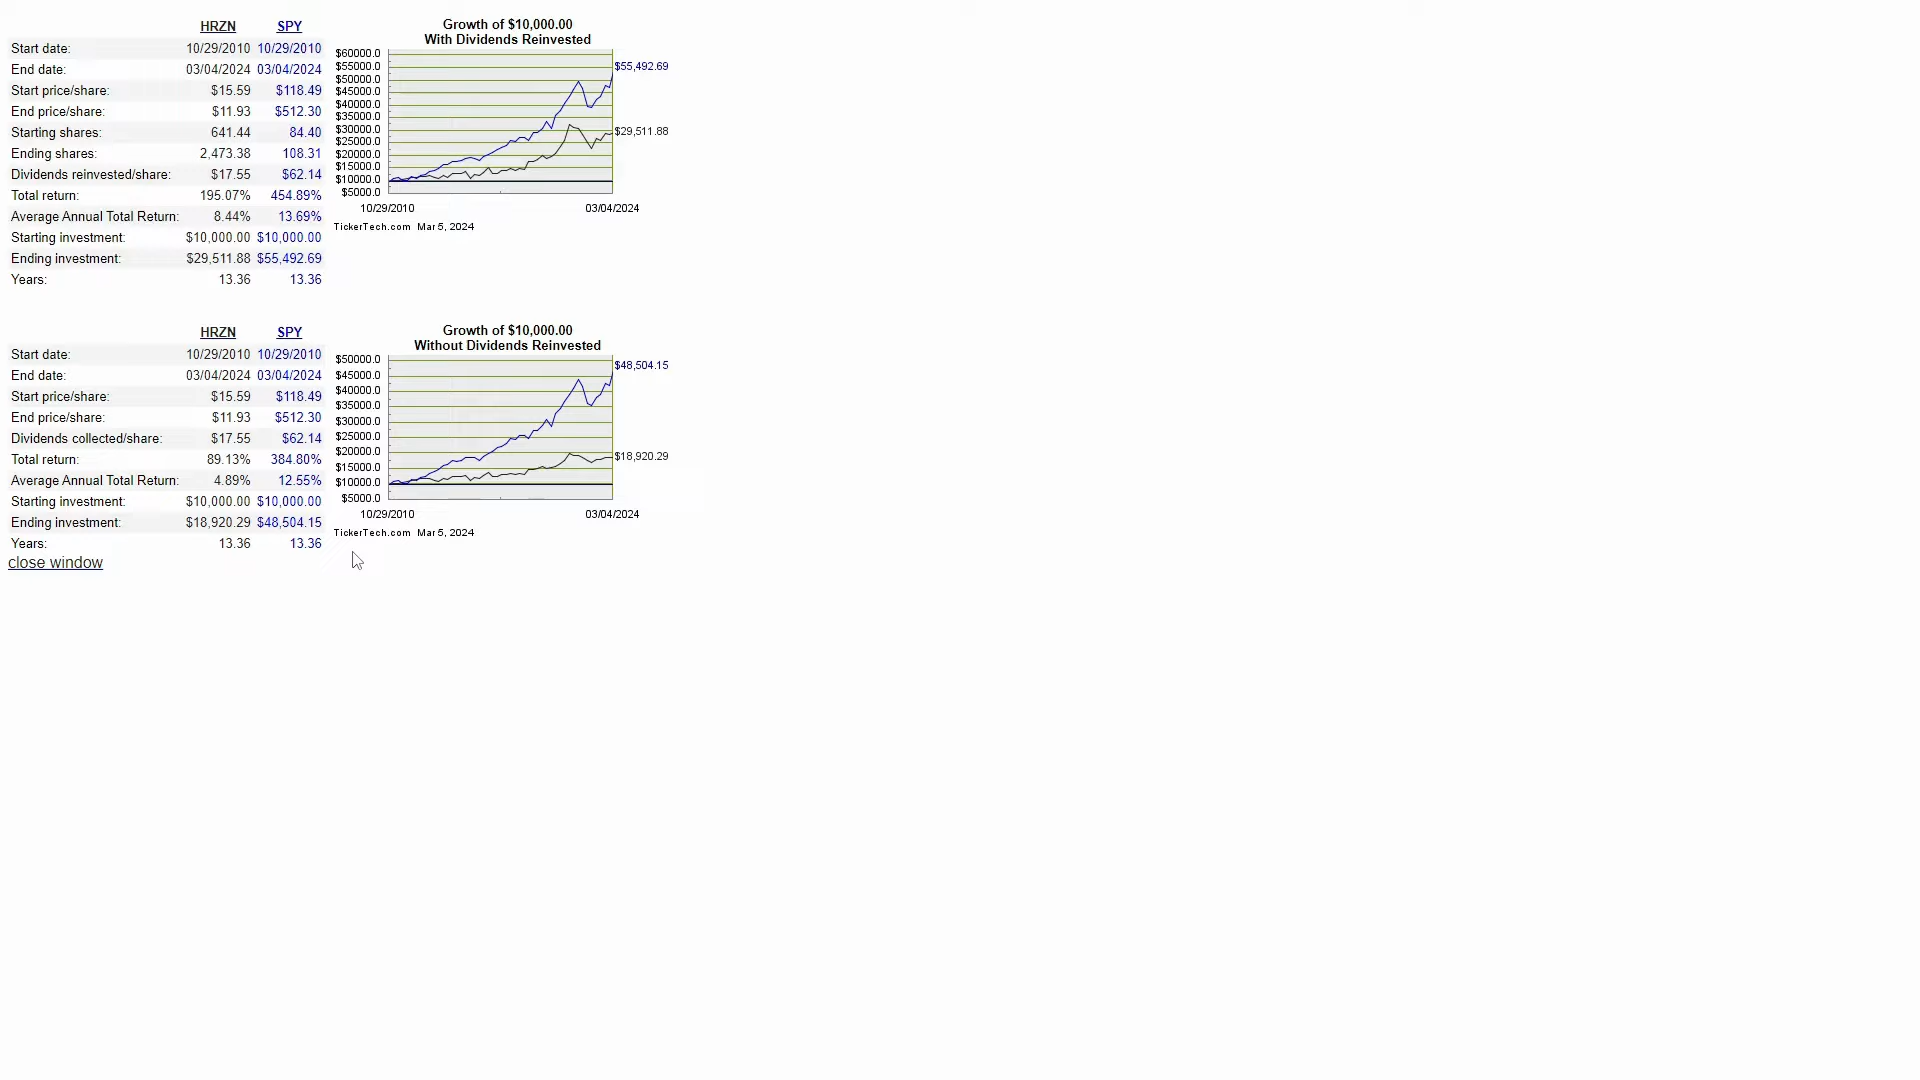 HRZN SPY
Start date: 10/29/2010 10/29/2010
End date: 03/04/2024 03/04/2024
Start price/share: $15.59 $118.49
End price/share: $11.93 $512.30
Starting shares: 641.44 84.40
Ending shares: 2,473.38 108.31
Dividends reinvested/share: $17.55 $62.14
Total return: 195.07% 454.89%
Average Annual Total Return: 8.44% 13.69%
Starting investment: $10,000.00 $10,000.00
Ending investment: $29,511.88 $55,492.69
Years: 13.36 13.36
Growth of $10,000.00
With Dividends Reinvested
$60000.0
$55000.0
$50000.0
$45000.0
$40000.0
$35000.0
$30000.0
$25000.0
$20000.0
$15000.0
$10000.0
$5000.0
$55,492.69
$29,511.88
10/29/2010 03/04/2024
TickerTech.com Mar 5, 2024
HRZN SPY
Start date: 10/29/2010 10/29/2010
End date: 03/04/2024 03/04/2024
Start price/share: $15.59 $118.49
End price/share: $11.93 $512.30
Dividends collected/share: $17.55 $62.14
Total return: 89.13% 384.80%
Average Annual Total Return: 4.89% 12.55%
Starting investment: $10,000.00 $10,000.00
Ending investment: $18,920.29 $48,504.15
Years: 13.36 13.36
close window
Growth of $10,000.00
Without Dividends Reinvested
$50000.0
$45000.0
$40000.0
$35000.0
$30000.0
$25000.0
$20000.0
$15000.0
$10000.0
$5000.0
$48,504.15
$18,920.29
10/29/2010 03/04/2024
TickerTech.com Mar 5, 2024